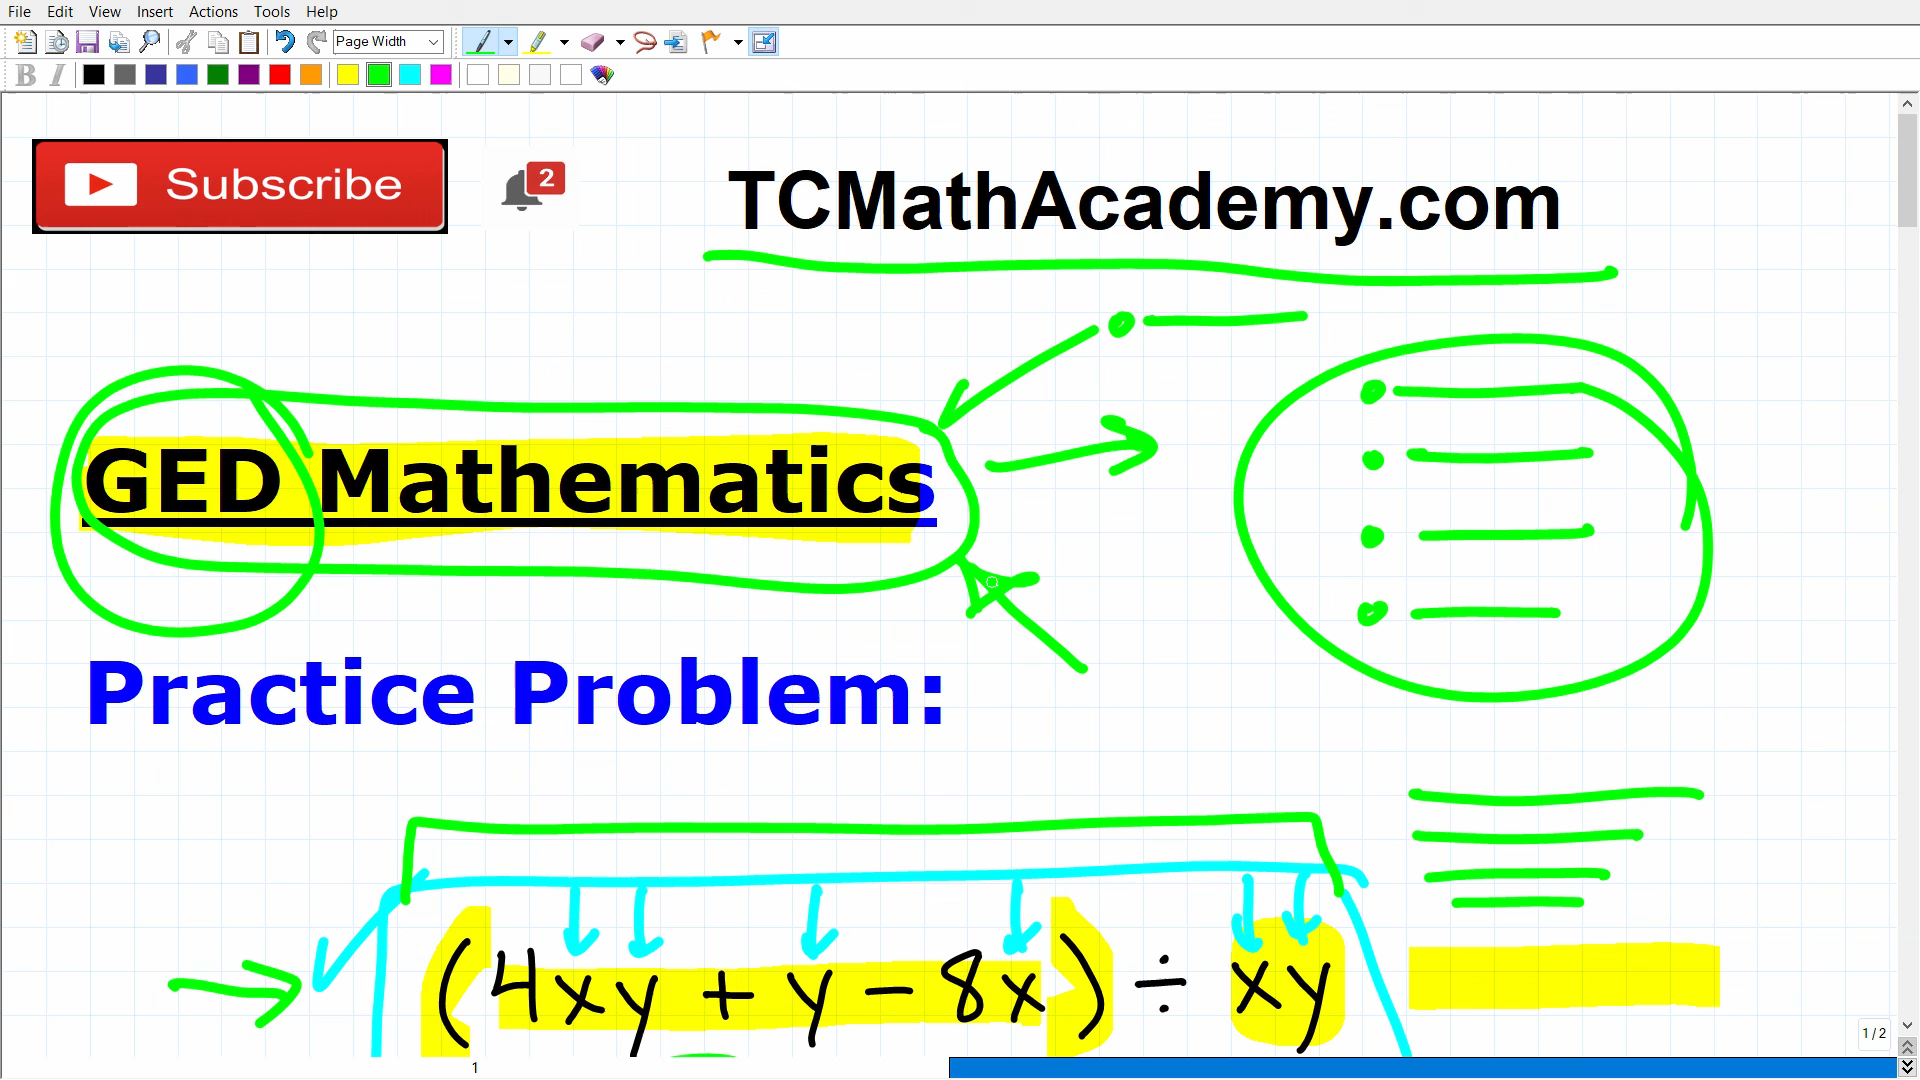 File Edit View Insert Actions Tools Help
Page Width
B I
Subscribe
2
TCMathAcademy.com
GED Mathematics
Practice Problem:
(4xy + y - 8x) ÷ xy
1 / 2
1